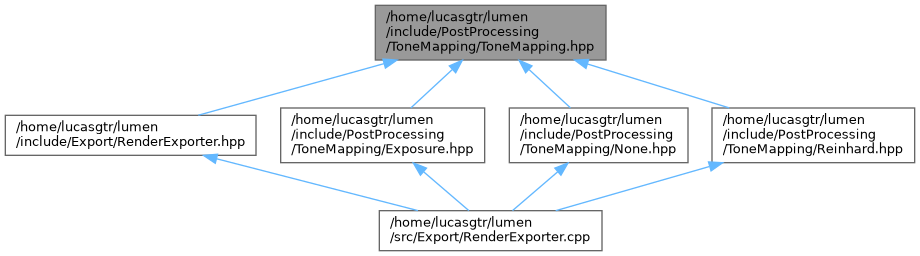 /home/lucasgtr/lumen
/include/PostProcessing
/ToneMapping/ToneMapping.hpp
/home/lucasgtr/lumen
/include/Export/RenderExporter.hpp
/home/lucasgtr/lumen
/include/PostProcessing
/ToneMapping/Exposure.hpp
/home/lucasgtr/lumen
/include/PostProcessing
/ToneMapping/None.hpp
/home/lucasgtr/lumen
/include/PostProcessing
/ToneMapping/Reinhard.hpp
/home/lucasgtr/lumen
/src/Export/RenderExporter.cpp